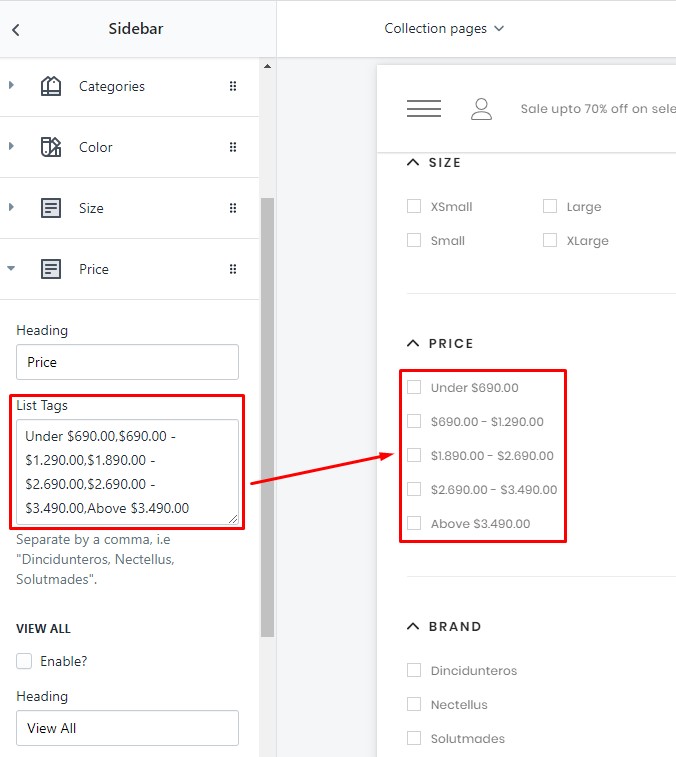 Sidebar
Collection pages
Categories
Color
Size
Price
Heading
Price
List Tags
Under $690.00,$690.00 -
$1.290.00,$1.890.00 -
$2.690.00,$2.690.00 -
$3.490.00,Above $3.490.00
Separate by a comma, i.e
"Dincidunteros, Nectellus,
Solutmades".
VIEW ALL
Enable?
Heading
View All
Sale upto 70% off on sele
SIZE
XSmall
Large
Small
XLarge
PRICE
Under $690.00
$690.00 - $1.290.00
$1.890.00 - $2.690.00
$2.690.00 - $3.490.00
Above $3.490.00
BRAND
Dincidunteros
Nectellus
Solutmades